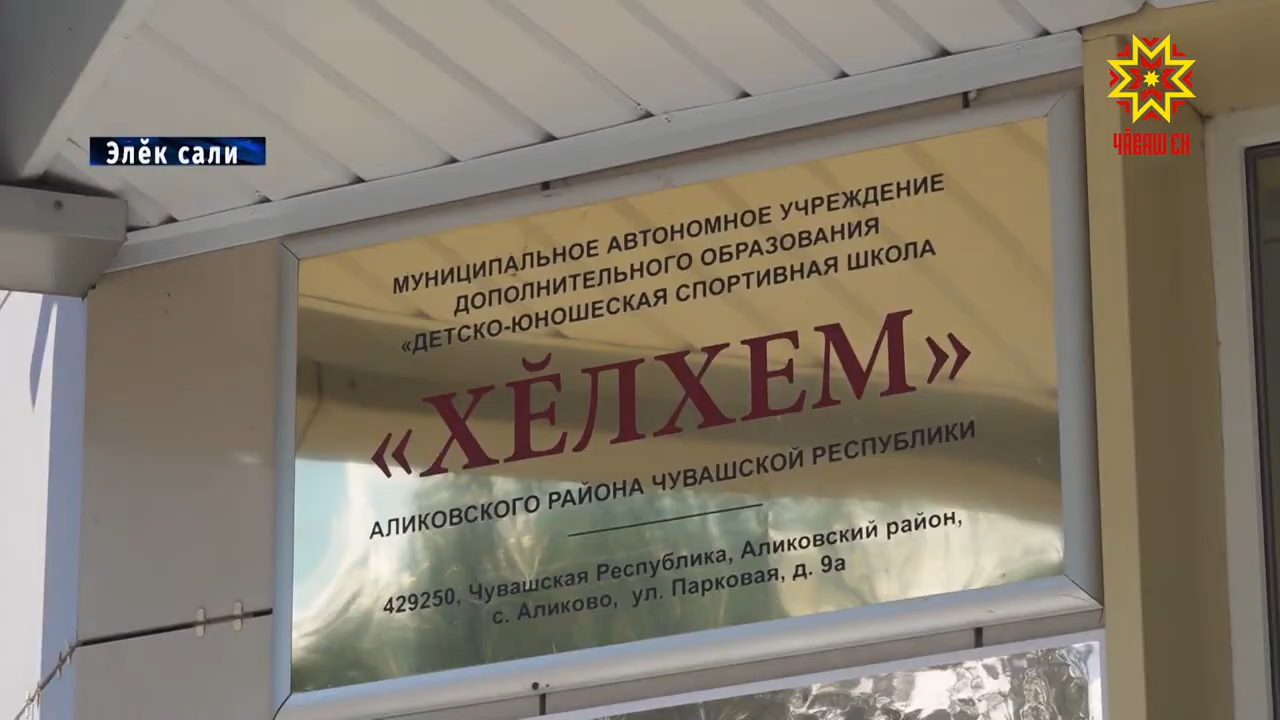 Элӗк сали
ЧӐВАШ ЕН
МУНИЦИПАЛЬНОЕ АВТОНОМНОЕ УЧРЕЖДЕНИЕ
ДОПОЛНИТЕЛЬНОГО ОБРАЗОВАНИЯ
«ДЕТСКО-ЮНОШЕСКАЯ СПОРТИВНАЯ ШКОЛА
«ХӖЛХЕМ»
АЛИКОВСКОГО РАЙОНА ЧУВАШСКОЙ РЕСПУБЛИКИ
429250, Чувашская Республика, Аликовский район,
с. Аликово, ул. Парковая, д. 9а